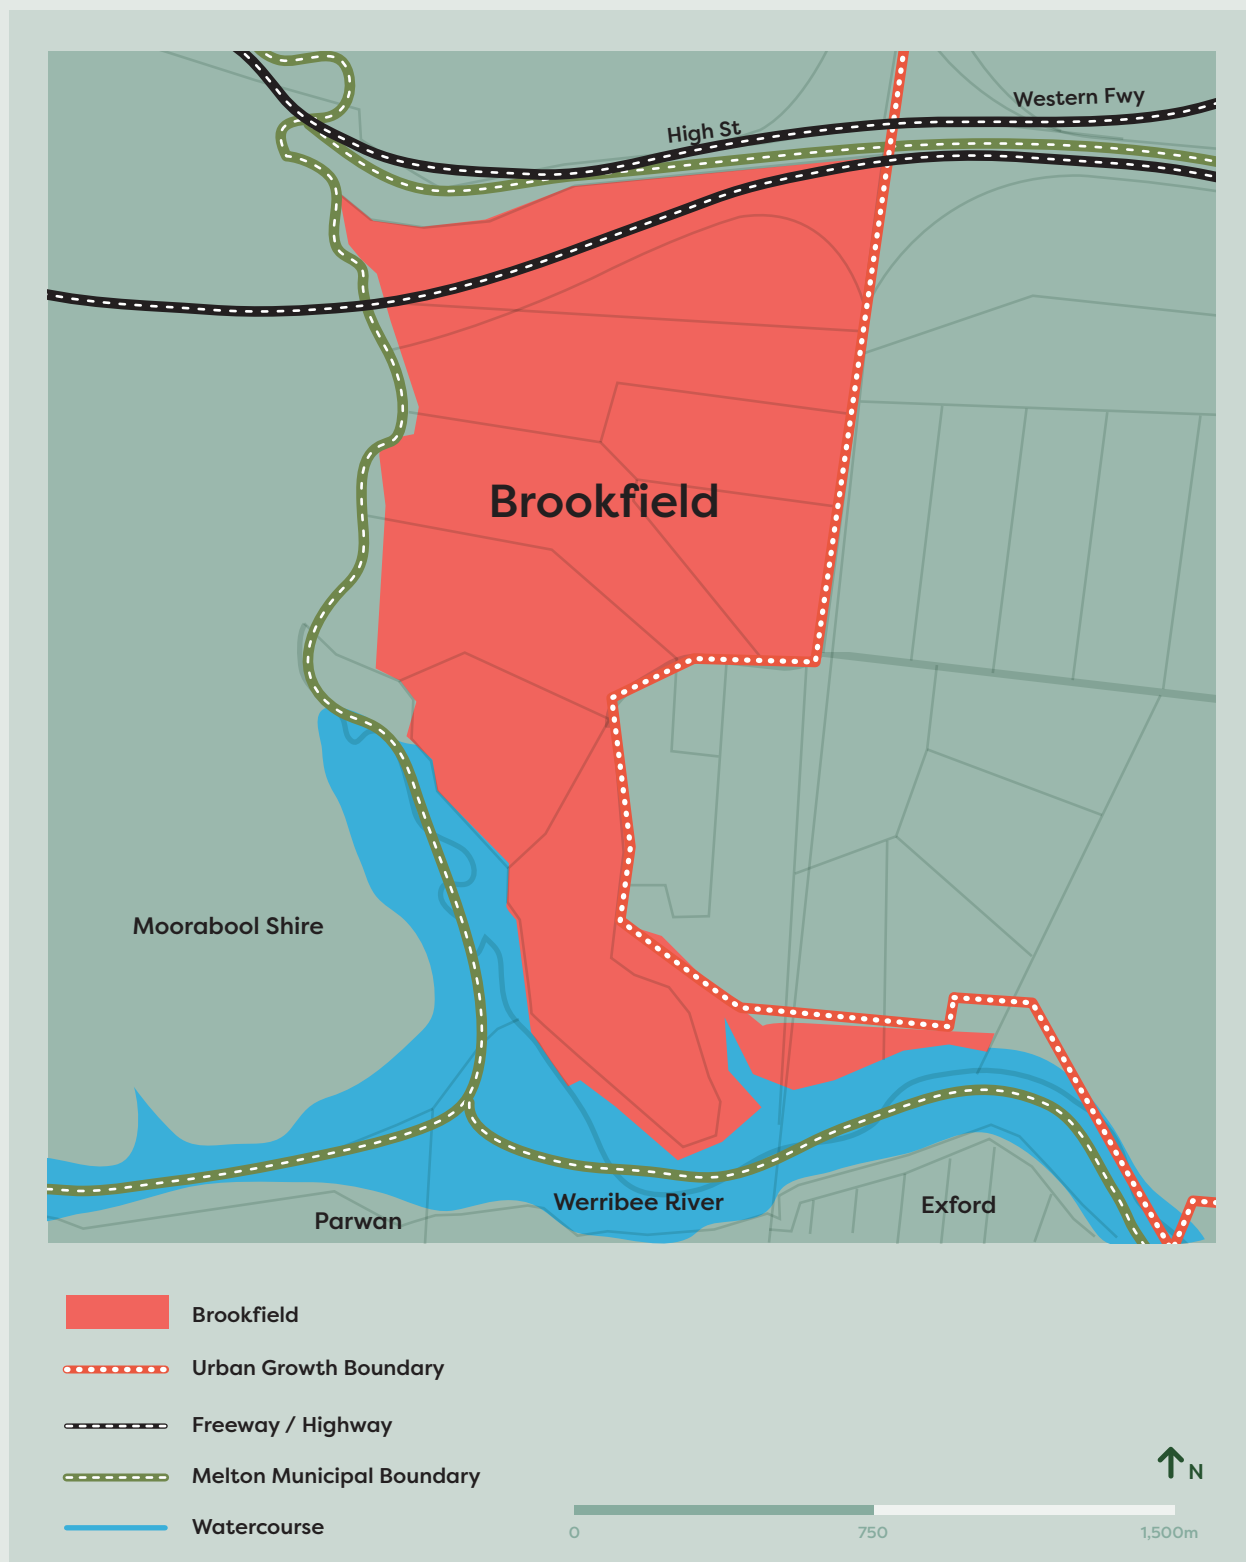 Western Fwy
High St
Brookfield
Moorabool Shire
Werribee River
Exford
Parwan
Brookfield
Urban Growth Boundary
Freeway / Highway
Melton Municipal Boundary
Watercourse
N
0 750 1,500m